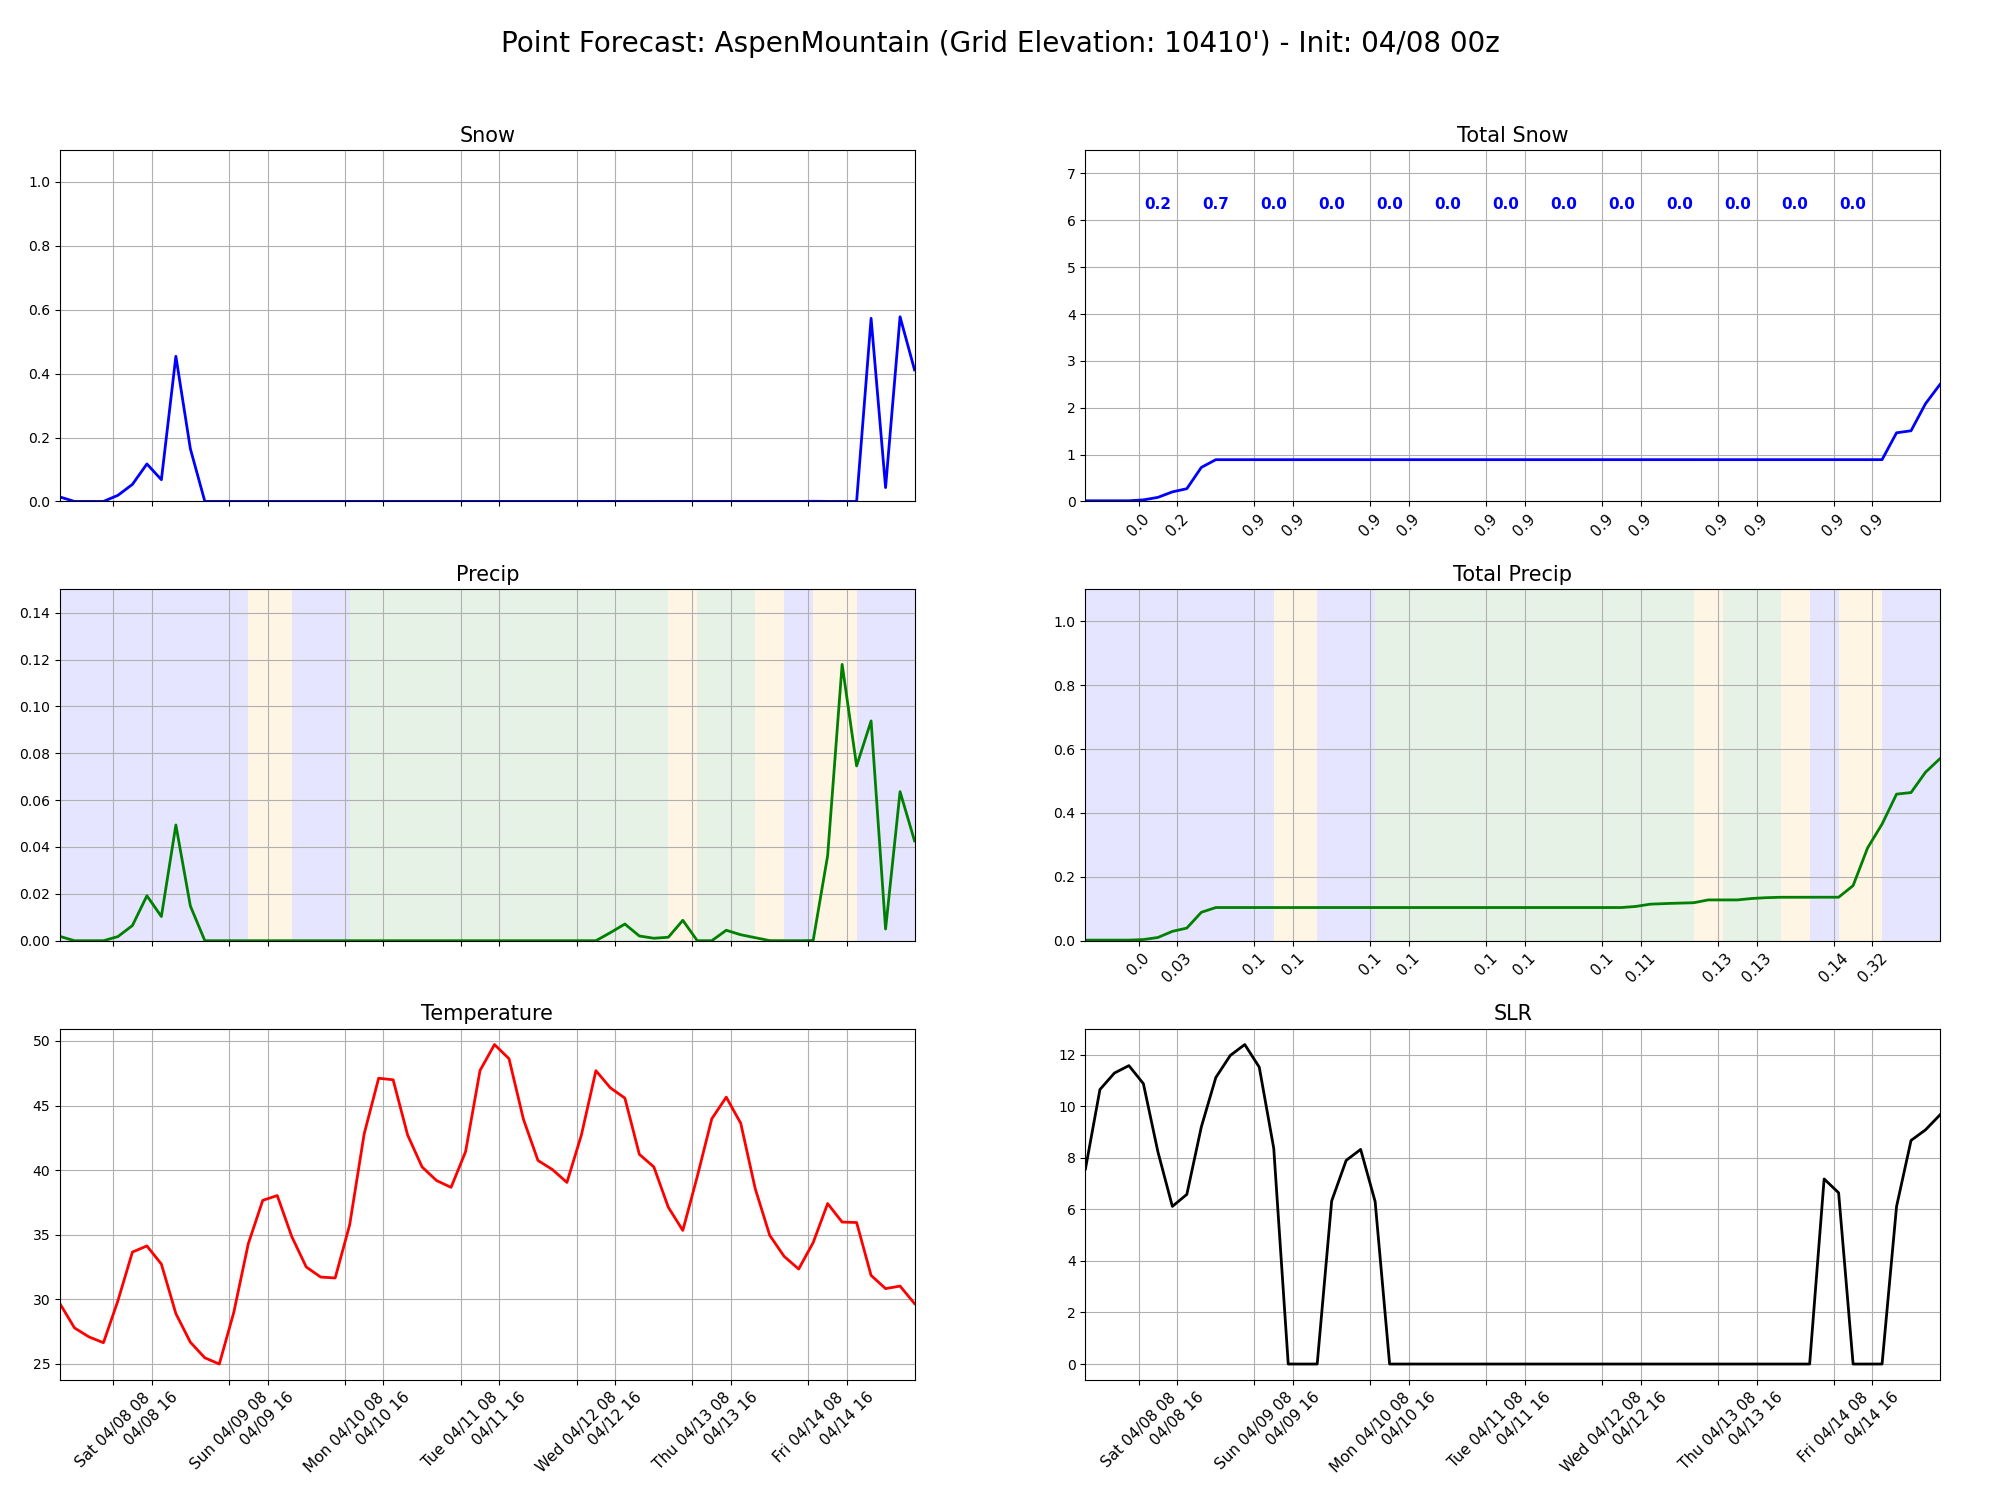 Point Forecast: AspenMountain (Grid Elevation: 10410') - Init: 04/08 00z
Snow
1.0
0.8
0.6
0.4
0.2
0.0
Total Snow
7
6
5
4
3
2
1
0
0.2 0.7 0.0 0.0 0.0 0.0 0.0 0.0 0.0 0.0 0.0 0.0 0.0
0.0 0.2 0.9 0.9 0.9 0.9 0.9 0.9 0.9 0.9 0.9 0.9 0.9 0.9
Precip
0.14
0.12
0.10
0.08
0.06
0.04
0.02
0.00
Total Precip
1.0
0.8
0.6
0.4
0.2
0.0
0.0 0.03 0.1 0.1 0.1 0.1 0.1 0.1 0.1 0.11 0.13 0.13 0.14 0.32
Temperature
50
45
40
35
30
25
Sat 04/08 08
04/08 16
Sun 04/09 08
04/09 16
Mon 04/10 08
04/10 16
Tue 04/11 08
04/11 16
Wed 04/12 08
04/12 16
Thu 04/13 08
04/13 16
Fri 04/14 08
04/14 16
SLR
12
10
8
6
4
2
0
Sat 04/08 08
04/08 16
Sun 04/09 08
04/09 16
Mon 04/10 08
04/10 16
Tue 04/11 08
04/11 16
Wed 04/12 08
04/12 16
Thu 04/13 08
04/13 16
Fri 04/14 08
04/14 16